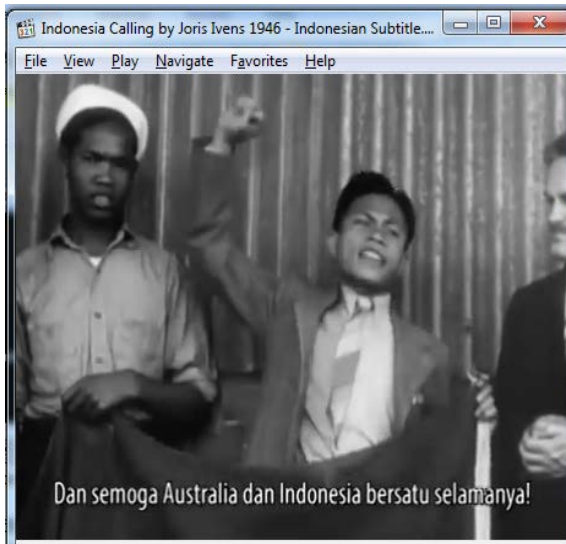 Indonesia Calling by Joris Ivens 1946 - Indonesian Subtitle....
File View Play Navigate Favorites Help
Dan semoga Australia dan Indonesia bersatu selamanya!